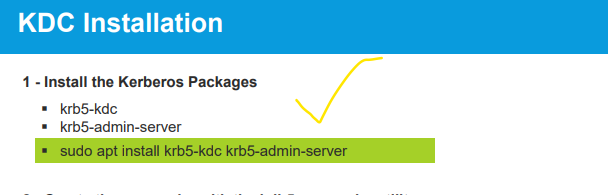 KDC Installation
1 - Install the Kerberos Packages
▪ krb5-kdc
▪ krb5-admin-server
▪ sudo apt install krb5-kdc krb5-admin-server